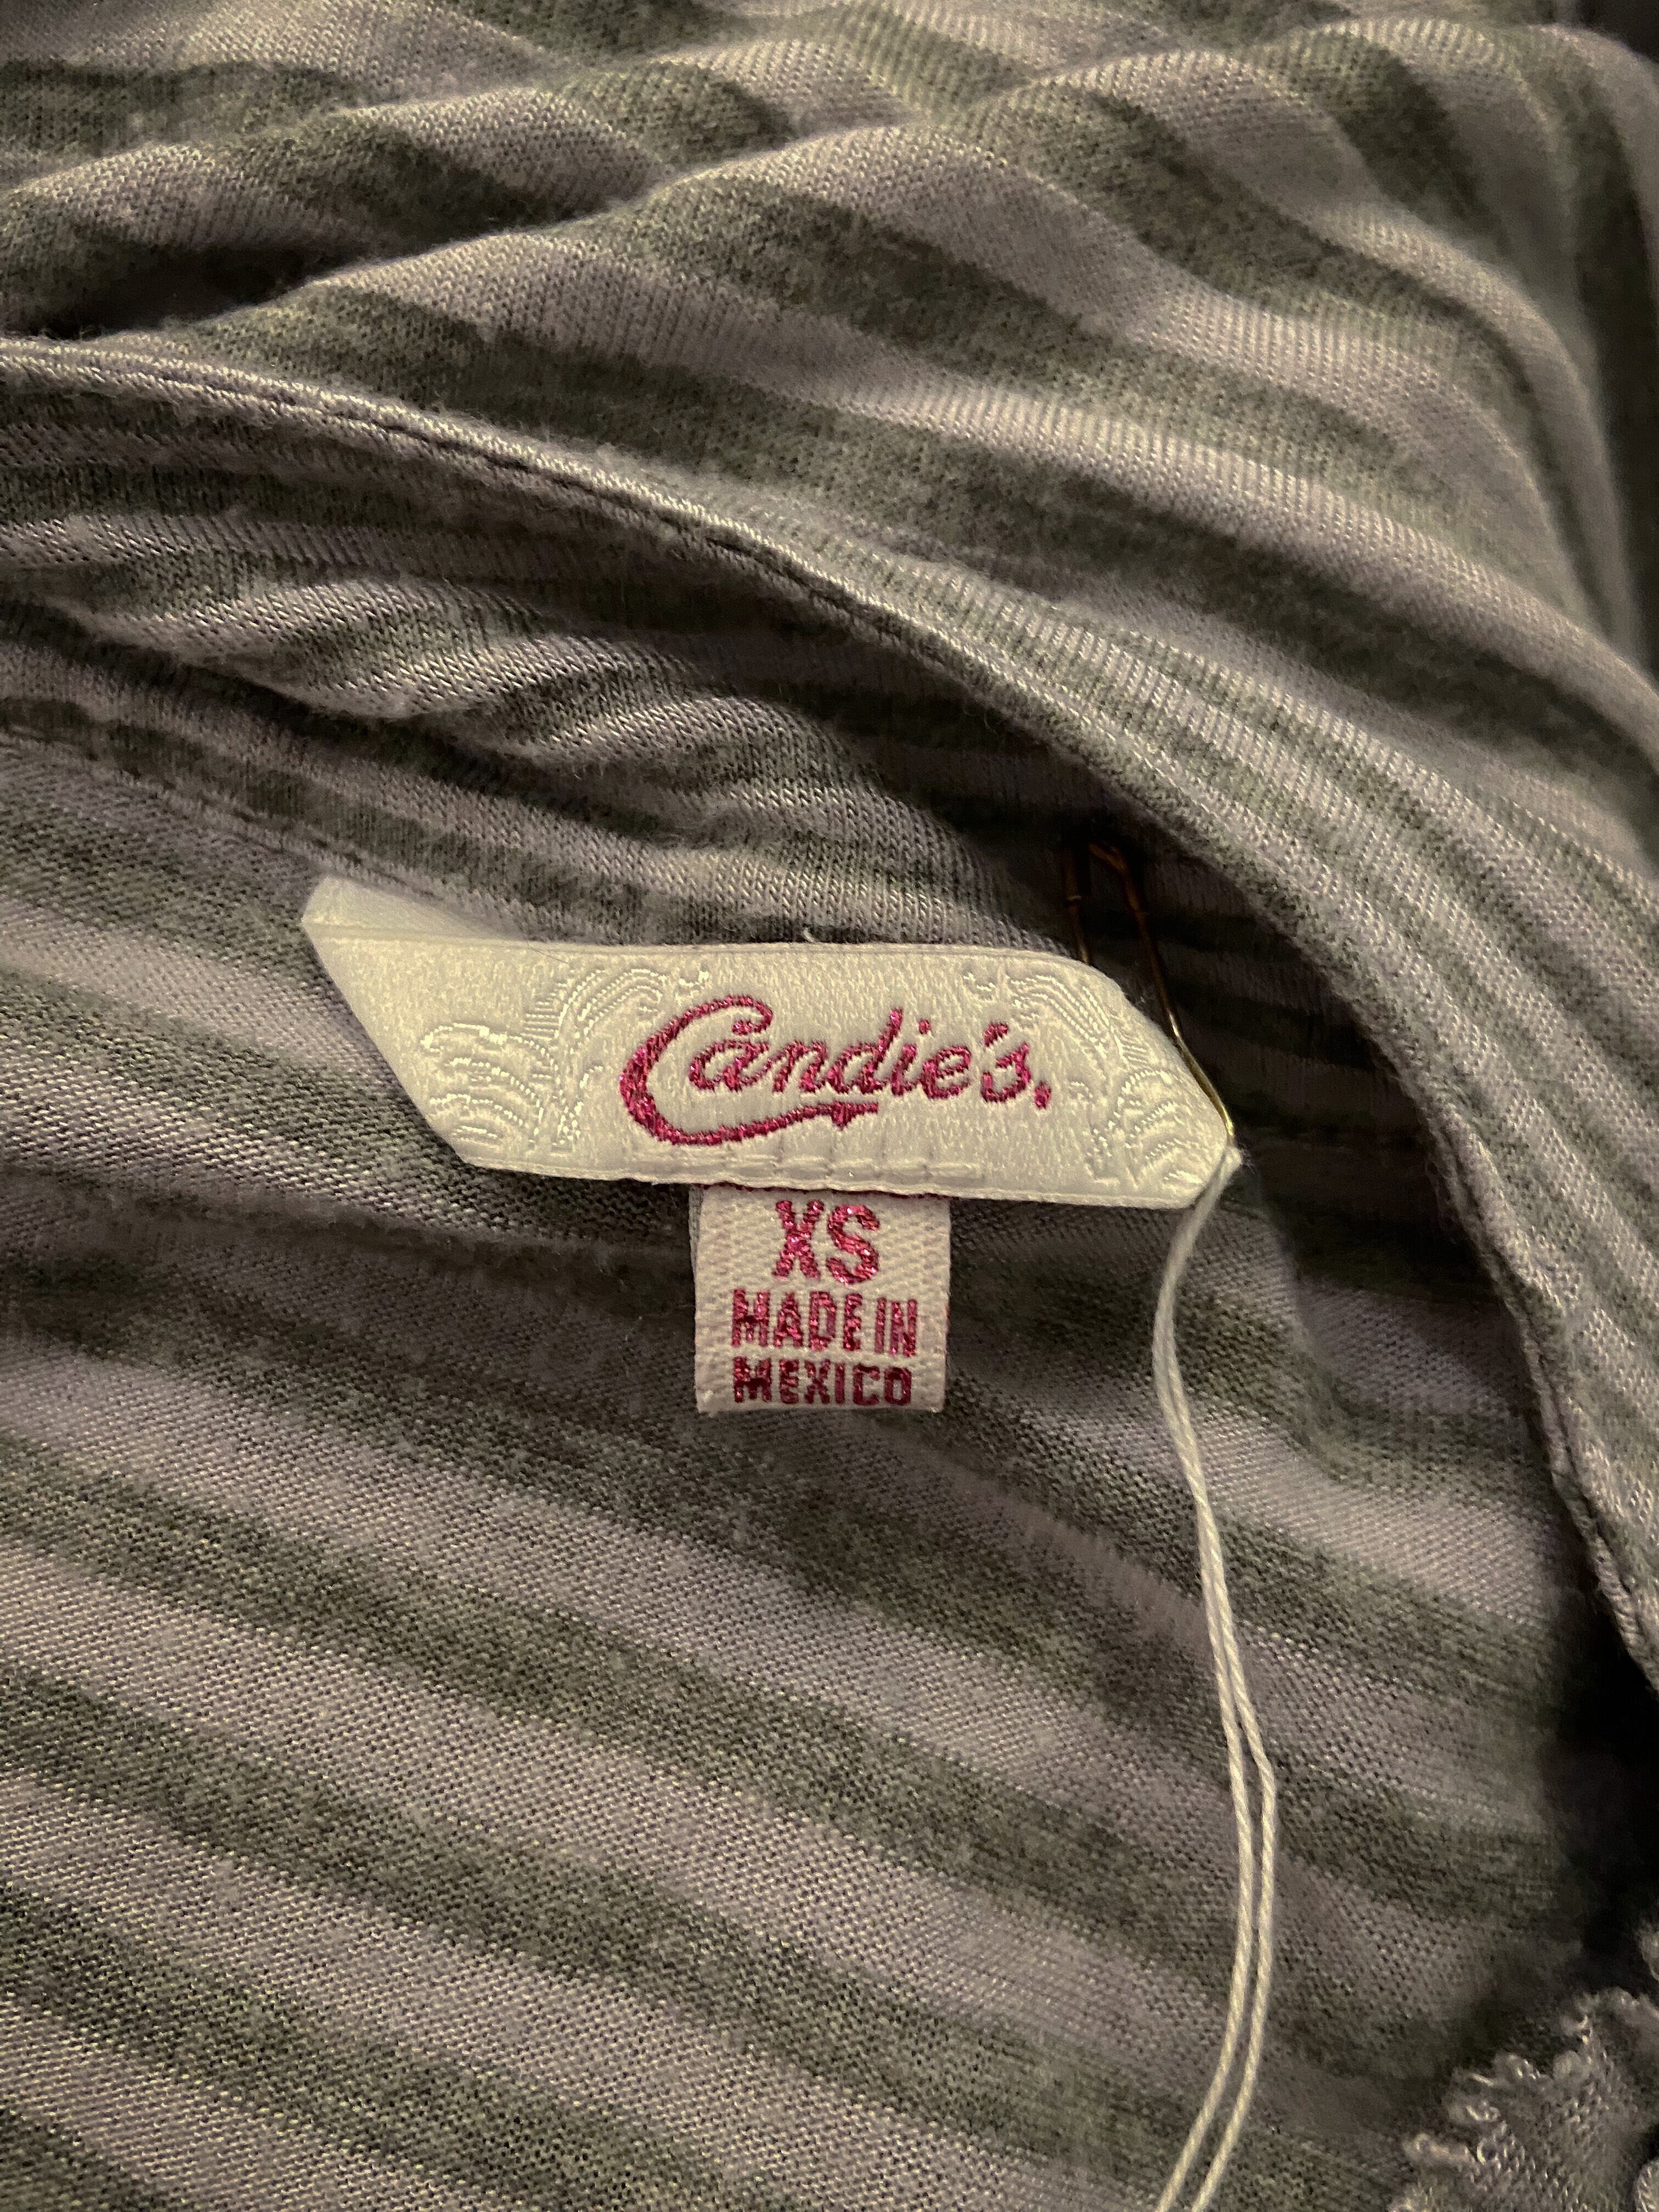 Candie's.
XS
MADE IN
MEXICO